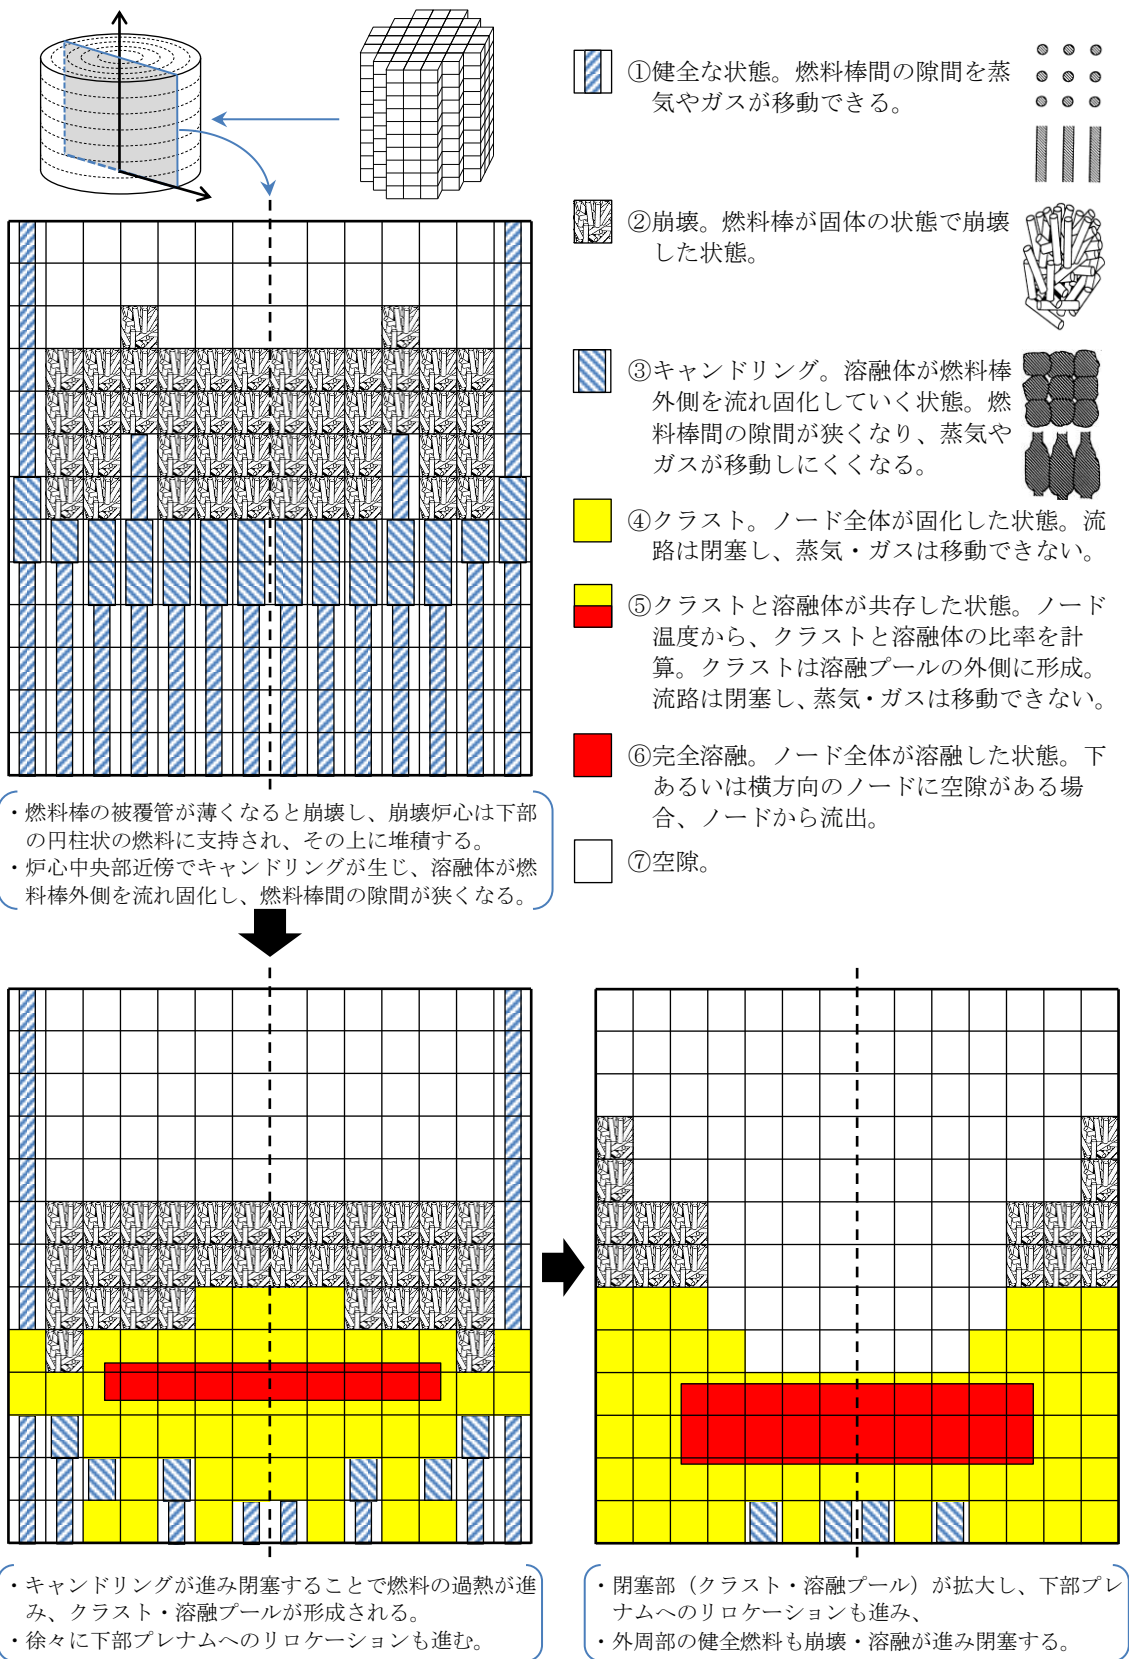 ①健全な状態。燃料棒間の隙間を蒸
気やガスが移動できる。
②崩壊。燃料棒が固体の状態で崩壊
した状態。
③キャンドリング。溶融体が燃料棒
外側を流れ固化していく状態。燃
料棒間の隙間が狭くなり、蒸気や
ガスが移動しにくくなる。
④クラスト。ノード全体が固化した状態。流
路は閉塞し、蒸気・ガスは移動できない。
⑤クラストと溶融体が共存した状態。ノード
温度から、クラストと溶融体の比率を計
算。クラストは溶融プールの外側に形成。
流路は閉塞し、蒸気・ガスは移動できない。
⑥完全溶融。ノード全体が溶融した状態。下
あるいは横方向のノードに空隙がある場
合、ノードから流出。
⑦空隙。
・燃料棒の被覆管が薄くなると崩壊し、崩壊炉心は下部
の円柱状の燃料に支持され、その上に堆積する。
・炉心中央部近傍でキャンドリングが生じ、溶融体が燃
料棒外側を流れ固化し、燃料棒間の隙間が狭くなる。
・キャンドリングが進み閉塞することで燃料の過熱が進
み、クラスト・溶融プールが形成される。
・徐々に下部プレナムへのリロケーションも進む。
・閉塞部（クラスト・溶融プール）が拡大し、下部プレ
ナムへのリロケーションも進み、
・外周部の健全燃料も崩壊・溶融が進み閉塞する。